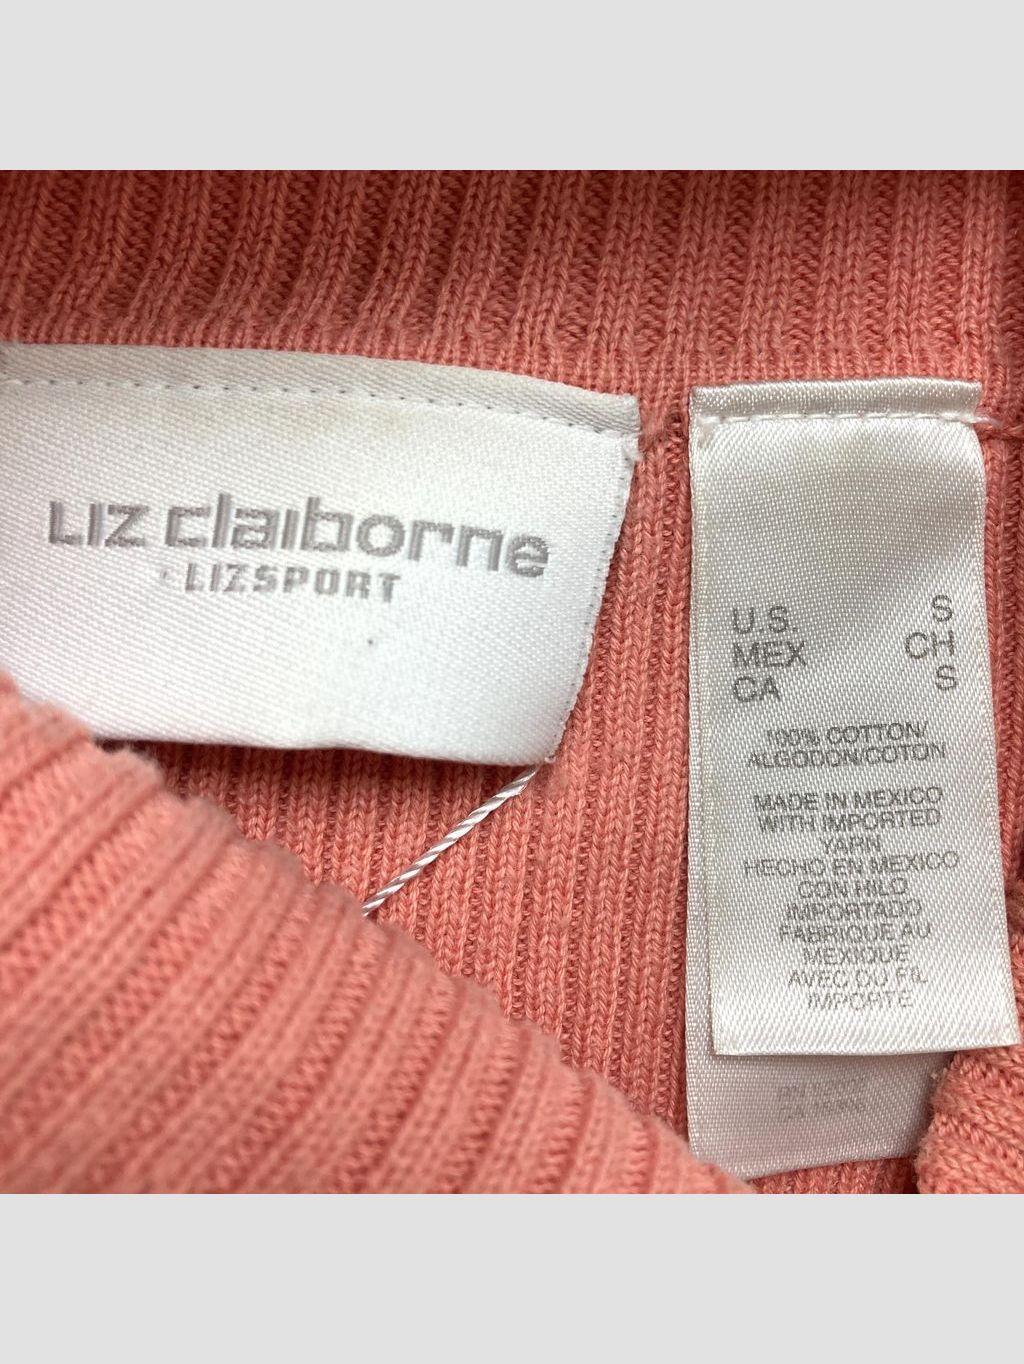 LIZ claiborne
LIZSPORT
U.S. S
MEX CH
CA S
100% COTTON/
ALGODON/COTON
MADE IN MEXICO
WITH IMPORTED
YARN
HECHO EN MEXICO
CON HILO
IMPORTADO
FABRIQUE AU
MEXIQUE
AVEC DU FIL
IMPORTE